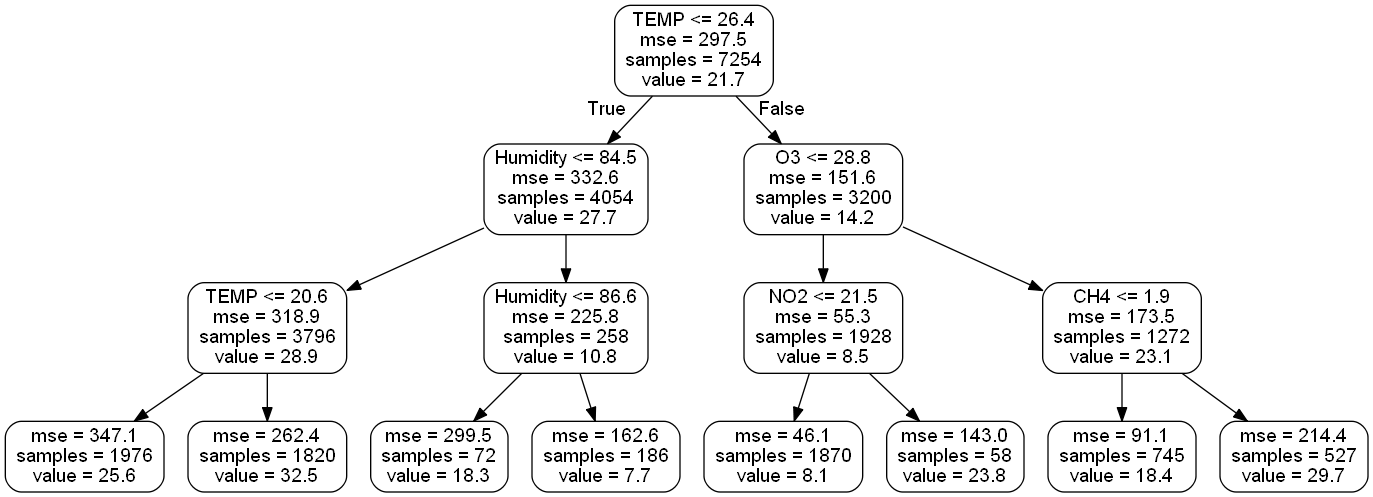 TEMP <= 26.4
mse = 297.5
samples = 7254
value = 21.7
True
False
Humidity <= 84.5
mse = 332.6
samples = 4054
value = 27.7
O3 <= 28.8
mse = 151.6
samples = 3200
value = 14.2
TEMP <= 20.6
mse = 318.9
samples = 3796
value = 28.9
Humidity <= 86.6
mse = 225.8
samples = 258
value = 10.8
NO2 <= 21.5
mse = 55.3
samples = 1928
value = 8.5
CH4 <= 1.9
mse = 173.5
samples = 1272
value = 23.1
mse = 347.1
samples = 1976
value = 25.6
mse = 262.4
samples = 1820
value = 32.5
mse = 299.5
samples = 72
value = 18.3
mse = 162.6
samples = 186
value = 7.7
mse = 46.1
samples = 1870
value = 8.1
mse = 143.0
samples = 58
value = 23.8
mse = 91.1
samples = 745
value = 18.4
mse = 214.4
samples = 527
value = 29.7